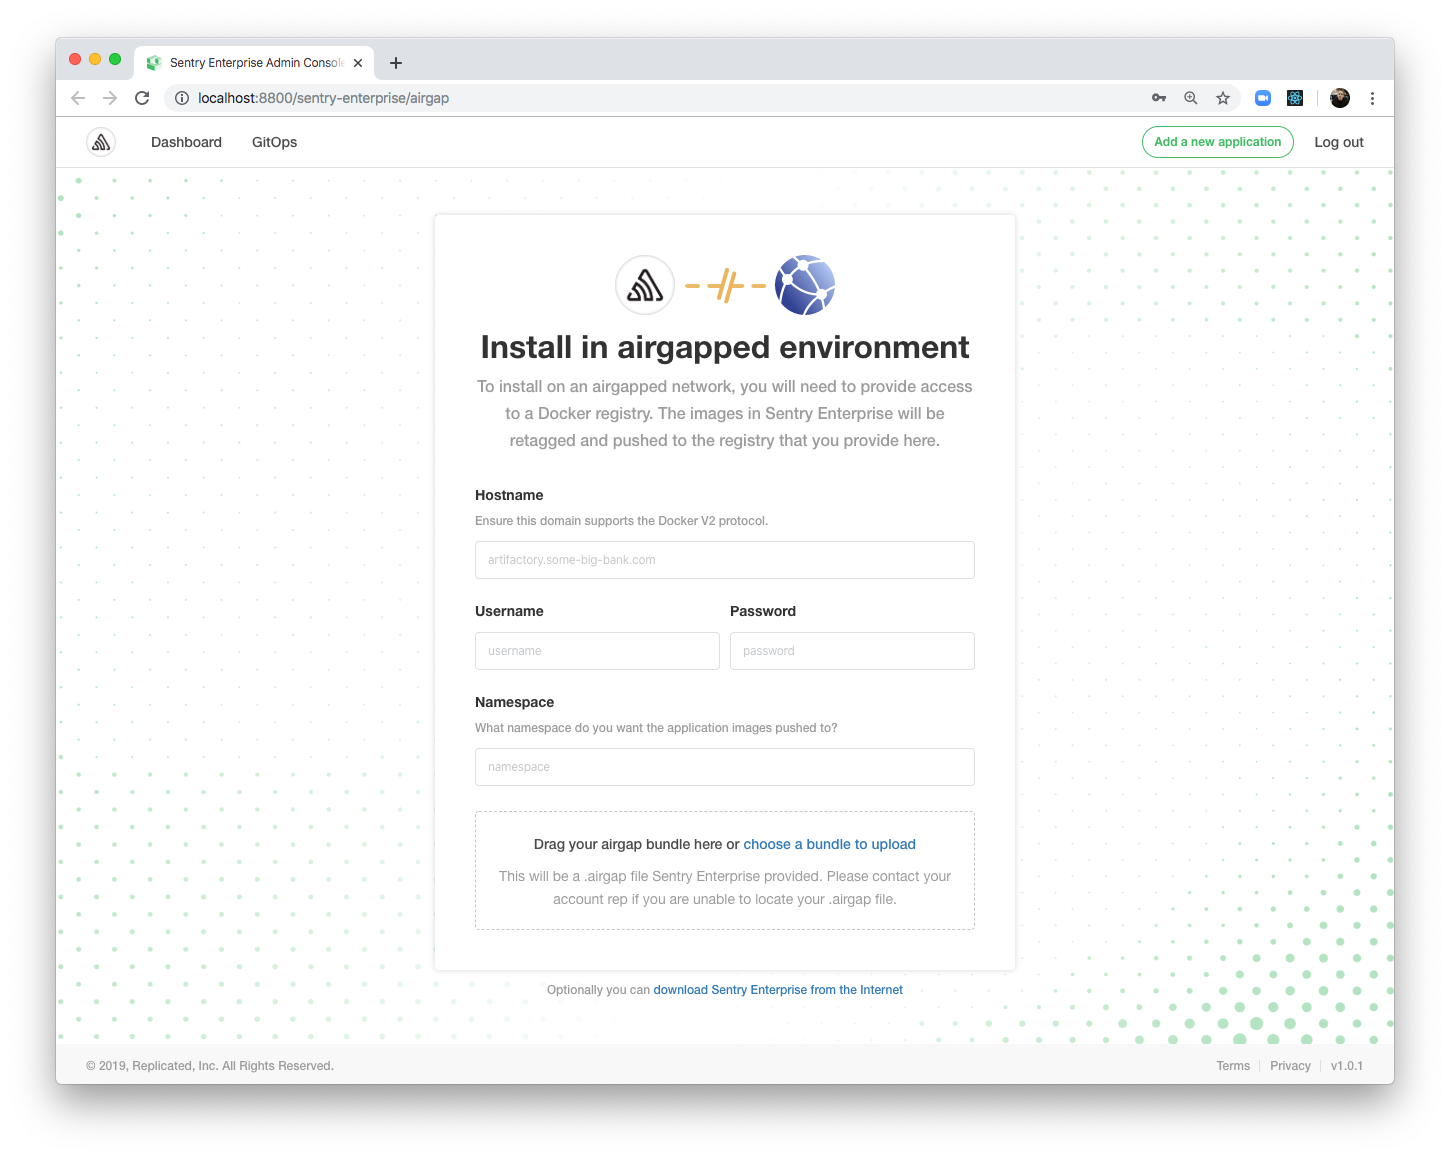 Sentry Enterprise Admin Console
localhost:8800/sentry-enterprise/airgap
Dashboard GitOps Add a new application Log out
Install in airgapped environment
To install on an airgapped network, you will need to provide access
to a Docker registry. The images in Sentry Enterprise will be
retagged and pushed to the registry that you provide here.
Hostname
Ensure this domain supports the Docker V2 protocol.
artifactory.some-big-bank.com
Username Password
username password
Namespace
What namespace do you want the application images pushed to?
namespace
Drag your airgap bundle here or choose a bundle to upload
This will be a .airgap file Sentry Enterprise provided. Please contact your
account rep if you are unable to locate your .airgap file.
Optionally you can download Sentry Enterprise from the Internet
© 2019, Replicated, Inc. All Rights Reserved. Terms Privacy v1.0.1